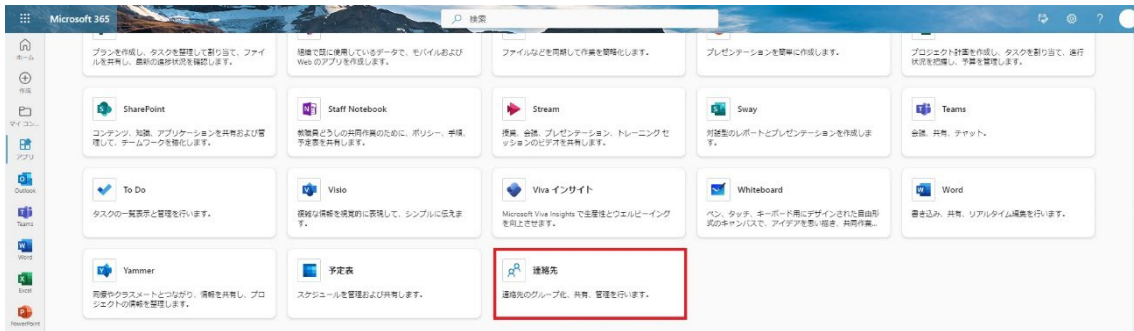 Microsoft 365
検索
ホーム
作成
マイ コン...
アプリ
Outlook
Teams
Word
Excel
PowerPoint
プランを作成し、タスクを整理して割り当て、ファイ
ルを共有し、最新の進捗状況を確認します。
組織で既に使用しているデータで、モバイルおよび
Web のアプリを作成します。
ファイルなどを同期して作業を簡略化します。
プレゼンテーションを簡単に作成します。
プロジェクト計画を作成し、タスクを割り当て、進行
状況を把握し、予算を管理します。
SharePoint
コンテンツ、知識、アプリケーションを共有および管
理して、チームワークを強化します。
Staff Notebook
教職員どうしの共同作業のために、ポリシー、手順、
予定表を共有します。
Stream
授業、会議、プレゼンテーション、トレーニング セ
ッションのビデオを共有します。
Sway
対話型のレポートとプレゼンテーションを作成しま
す。
Teams
会議、共有、チャット。
To Do
タスクの一覧表示と管理を行います。
Visio
複雑な情報を視覚的に表現して、シンプルに伝えま
す。
Viva インサイト
Microsoft Viva Insights で生産性とウエルビーイング
を向上させます。
Whiteboard
ペン、タッチ、キーボード用にデザインされた自由形
式のキャンバスで、アイデアを思い描き、共同作業...
Word
書き込み、共有、リアルタイム編集を行います。
Yammer
同僚やクラスメートとつながり、情報を共有し、プロ
ジェクトの情報を整理します。
予定表
スケジュールを管理および共有します。
連絡先
連絡先のグループ化、共有、管理を行います。